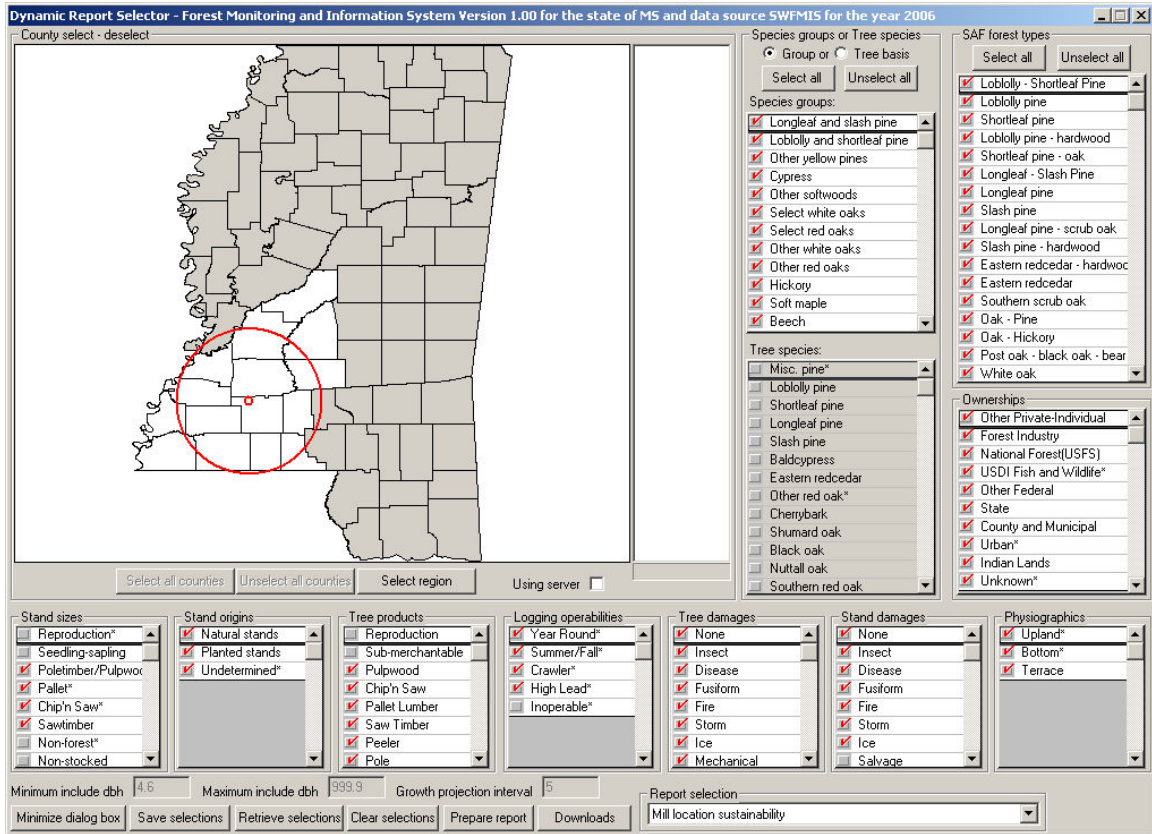 Dynamic Report Selector - Forest Monitoring and Information System Version 1.00 for the state of MS and data source SWFMIS for the year 2006
County select - deselect
Select all counties
Unselect all counties
Select region
Using server
Species groups or Tree species
Group or
Tree basis
Select all
Unselect all
Species groups:
Longleaf and slash pine
Loblolly and shortleaf pine
Other yellow pines
Cypress
Other softwoods
Select white oaks
Select red oaks
Other white oaks
Other red oaks
Hickory
Soft maple
Beech
Tree species:
Misc. pine*
Loblolly pine
Shortleaf pine
Longleaf pine
Slash pine
Baldcypress
Eastern redcedar
Other red oak*
Cherrybark
Shumard oak
Black oak
Nuttall oak
Southern red oak
SAF forest types
Select all
Unselect all
Loblolly - Shortleaf Pine
Loblolly pine
Shortleaf pine
Loblolly pine - hardwood
Shortleaf pine - oak
Longleaf - Slash Pine
Longleaf pine
Slash pine
Longleaf pine - scrub oak
Slash pine - hardwood
Eastern redcedar - hardwoc
Eastern redcedar
Southern scrub oak
Oak - Pine
Oak - Hickory
Post oak - black oak - bear
White oak
Ownerships
Other Private-Individual
Forest Industry
National Forest(USFS)
USDI Fish and Wildlife*
Other Federal
State
County and Municipal
Urban*
Indian Lands
Unknown*
Stand sizes
Reproduction*
Seedling-sapling
Poletimber/Pulpwoc
Pallet*
Chip'n Saw*
Sawtimber
Non-forest*
Non-stocked
Stand origins
Natural stands
Planted stands
Undetermined*
Tree products
Reproduction
Sub-merchantable
Pulpwood
Chip'n Saw
Pallet Lumber
Saw Timber
Peeler
Pole
Logging operabilities
Year Round*
Summer/Fall*
Crawler*
High Lead*
Inoperable*
Tree damages
None
Insect
Disease
Fusiform
Fire
Storm
Ice
Mechanical
Stand damages
None
Insect
Disease
Fusiform
Fire
Storm
Ice
Salvage
Physiographics
Upland*
Bottom*
Terrace
Minimum include dbh 4.6
Maximum include dbh 999.9
Growth projection interval 5
Minimize dialog box
Save selections
Retrieve selections
Clear selections
Prepare report
Downloads
Report selection
Mill location sustainability